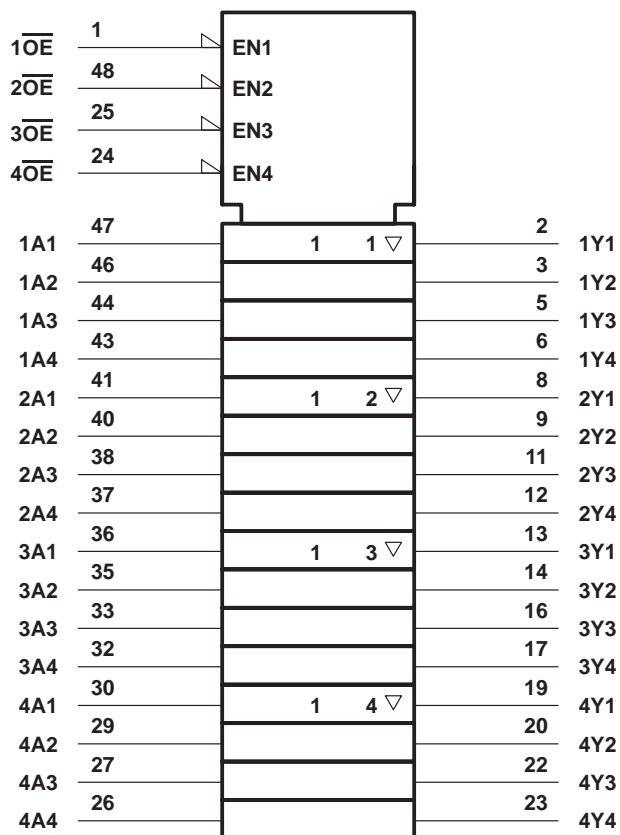 1O̅E̅ 1 EN1
2O̅E̅ 48 EN2
3O̅E̅ 25 EN3
4O̅E̅ 24 EN4
1A1 47 1 1 ▽ 2 1Y1
1A2 46 3 1Y2
1A3 44 5 1Y3
1A4 43 6 1Y4
2A1 41 1 2 ▽ 8 2Y1
2A2 40 9 2Y2
2A3 38 11 2Y3
2A4 37 12 2Y4
3A1 36 1 3 ▽ 13 3Y1
3A2 35 14 3Y2
3A3 33 16 3Y3
3A4 32 17 3Y4
4A1 30 1 4 ▽ 19 4Y1
4A2 29 20 4Y2
4A3 27 22 4Y3
4A4 26 23 4Y4